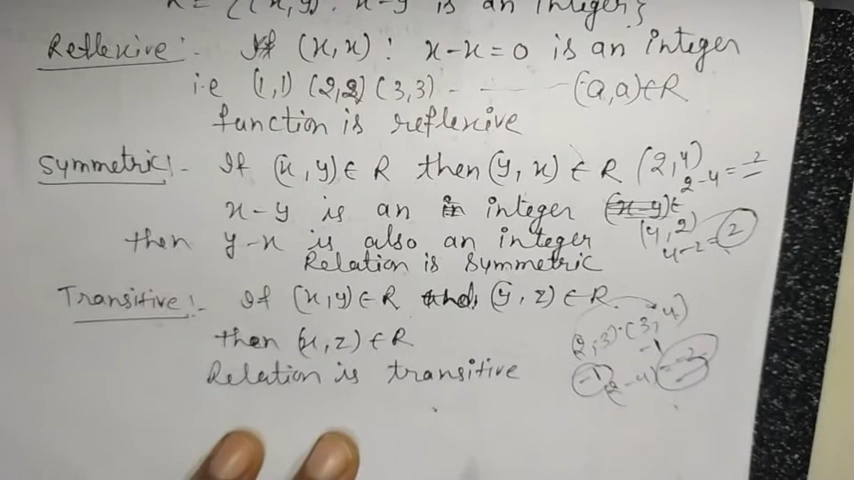 R = {(x,y): x-y is an integer}
Reflexive:- If (x,x) : x-x=0 is an integer
i.e (1,1) (2,2) (3,3) - - - (a,a)∈R
function is reflexive
Symmetric:- If (x,y)∈R then (y,x)∈R (2,4)
2-4=-2
x-y is an integer
(4,2)
then y-x is also an integer 4-2=2
Relation is symmetric
Transitive:- If (x,y)∈R and (y,z)∈R
(2,3).(3,4)
then (x,z)∈R -1
Relation is transitive -1 2-4)=-2